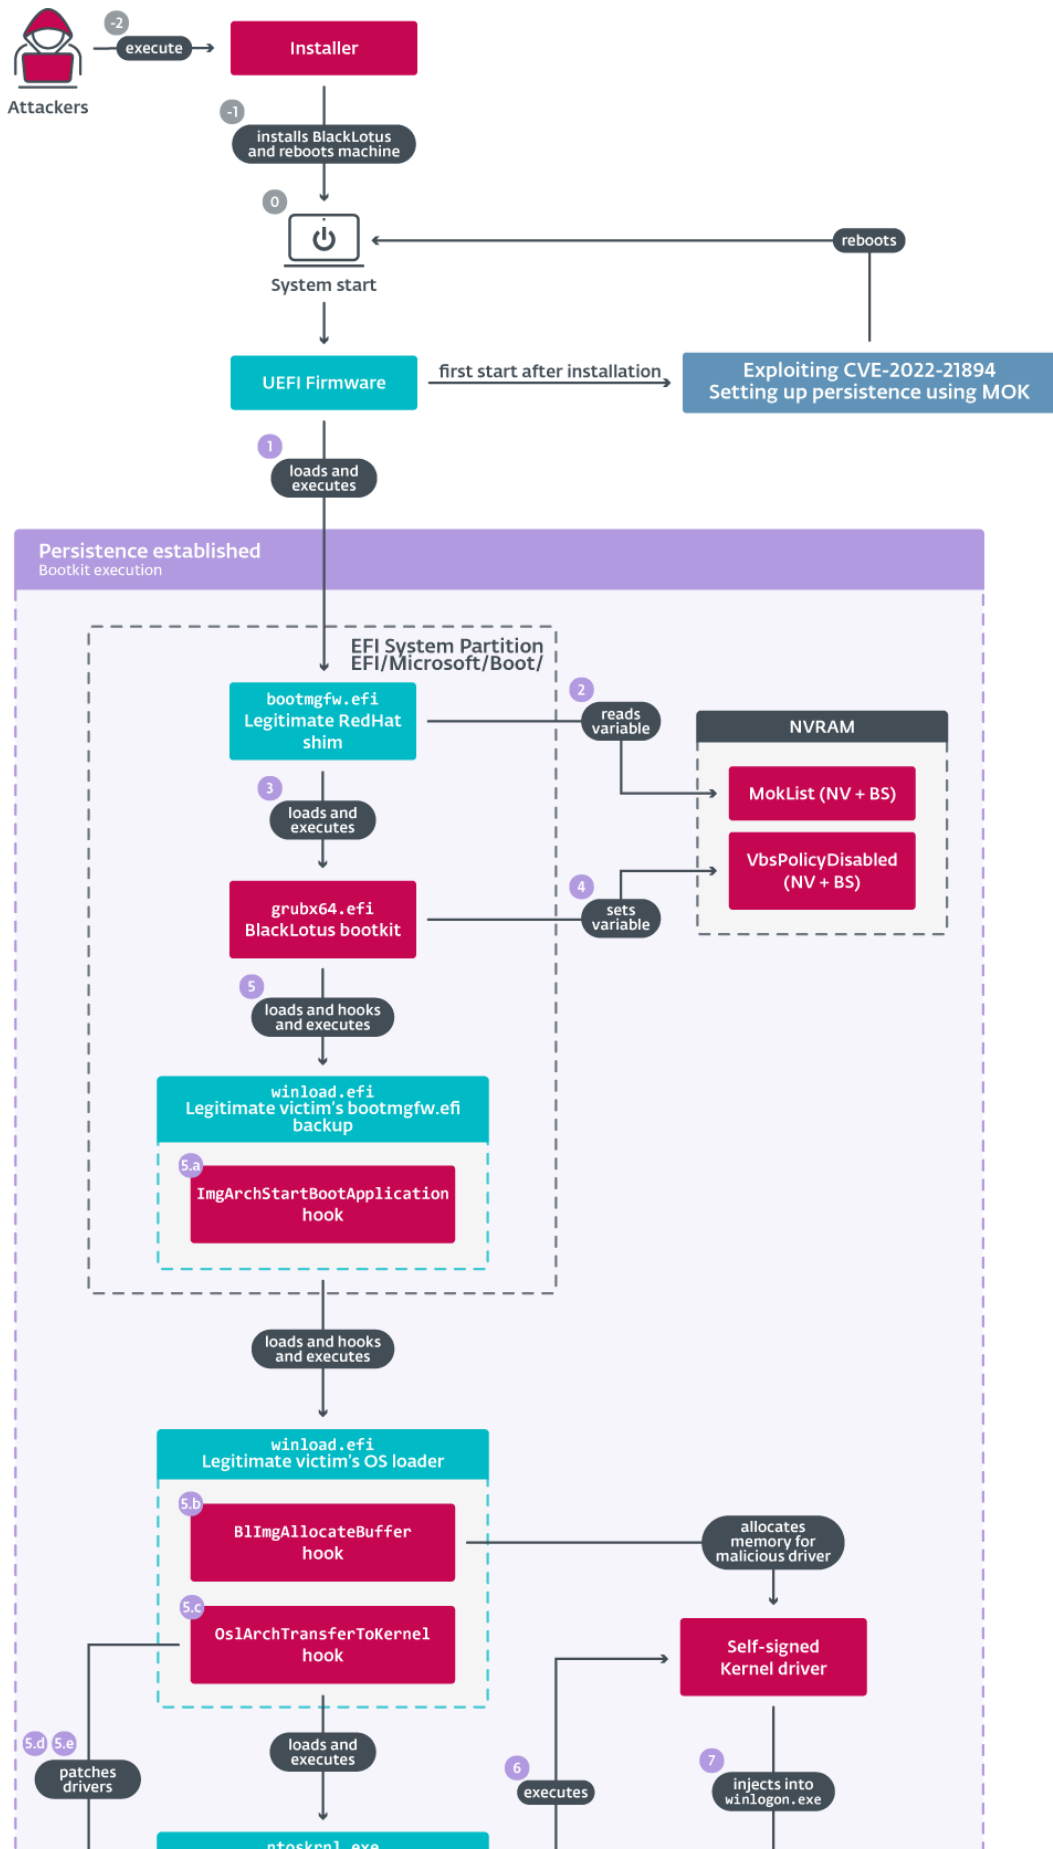 -2
execute
Installer
Attackers
-1
installs BlackLotus
and reboots machine
0
System start
reboots
UEFI Firmware
first start after installation
Exploiting CVE-2022-21894
Setting up persistence using MOK
1
loads and
executes
Persistence established
Bootkit execution
EFI System Partition
EFI/Microsoft/Boot/
bootmgfw.efi
Legitimate RedHat
shim
2
reads
variable
NVRAM
MokList (NV + BS)
3
loads and
executes
VbsPolicyDisabled
(NV + BS)
grubx64.efi
BlackLotus bootkit
4
sets
variable
5
loads and hooks
and executes
winload.efi
Legitimate victim's bootmgfw.efi
backup
5.a
ImgArchStartBootApplication
hook
loads and hooks
and executes
winload.efi
Legitimate victim's OS loader
5.b
BlImgAllocateBuffer
hook
allocates
memory for
malicious driver
5.c
OslArchTransferToKernel
hook
Self-signed
Kernel driver
5.d 5.e
patches
drivers
loads and
executes
6
executes
7
injects into
winlogon.exe
ntoskrnl.exe